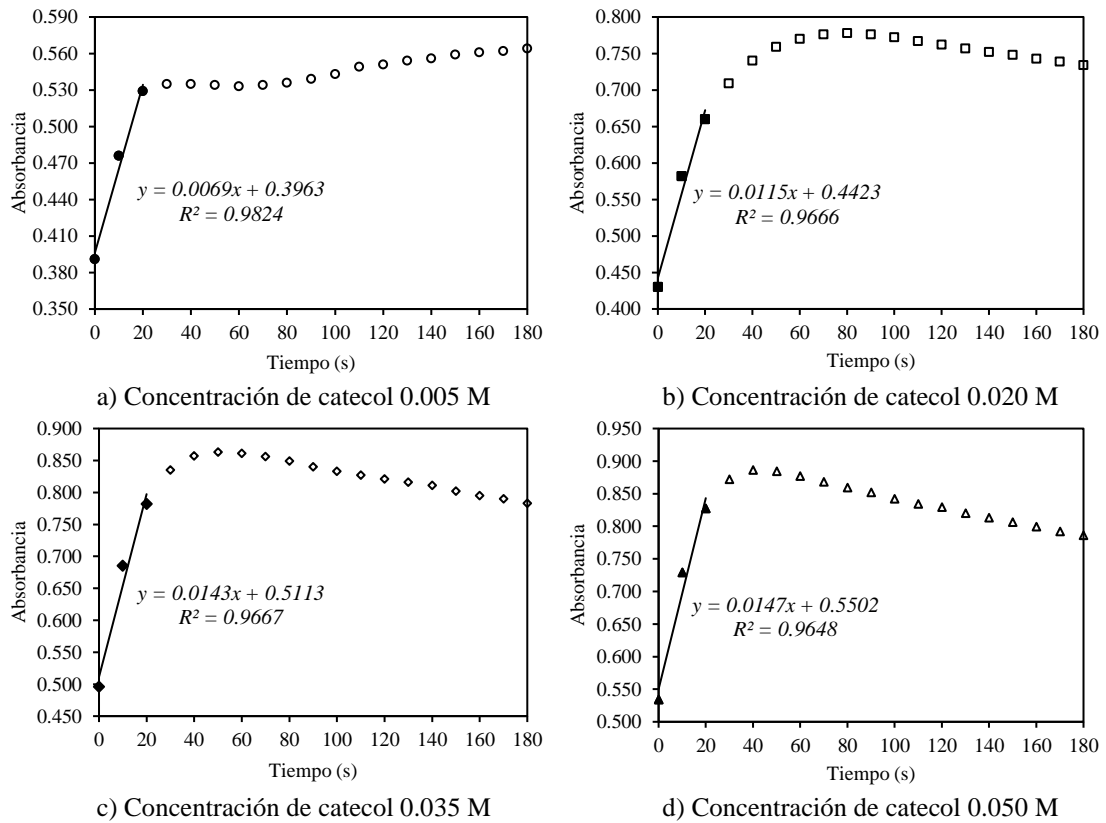 0.590
0.560
0.530
0.500
0.470
0.440
0.410
0.380
0.350
Absorbancia
y = 0.0069x + 0.3963
R² = 0.9824
0 20 40 60 80 100 120 140 160 180
Tiempo (s)
a) Concentración de catecol 0.005 M
0.800
0.750
0.700
0.650
0.600
0.550
0.500
0.450
0.400
Absorbancia
y = 0.0115x + 0.4423
R² = 0.9666
0 20 40 60 80 100 120 140 160 180
Tiempo (s)
b) Concentración de catecol 0.020 M
0.900
0.850
0.800
0.750
0.700
0.650
0.600
0.550
0.500
0.450
Absorbancia
y = 0.0143x + 0.5113
R² = 0.9667
0 20 40 60 80 100 120 140 160 180
Tiempo (s)
c) Concentración de catecol 0.035 M
0.950
0.900
0.850
0.800
0.750
0.700
0.650
0.600
0.550
0.500
Absorbancia
y = 0.0147x + 0.5502
R² = 0.9648
0 20 40 60 80 100 120 140 160 180
Tiempo (s)
d) Concentración de catecol 0.050 M